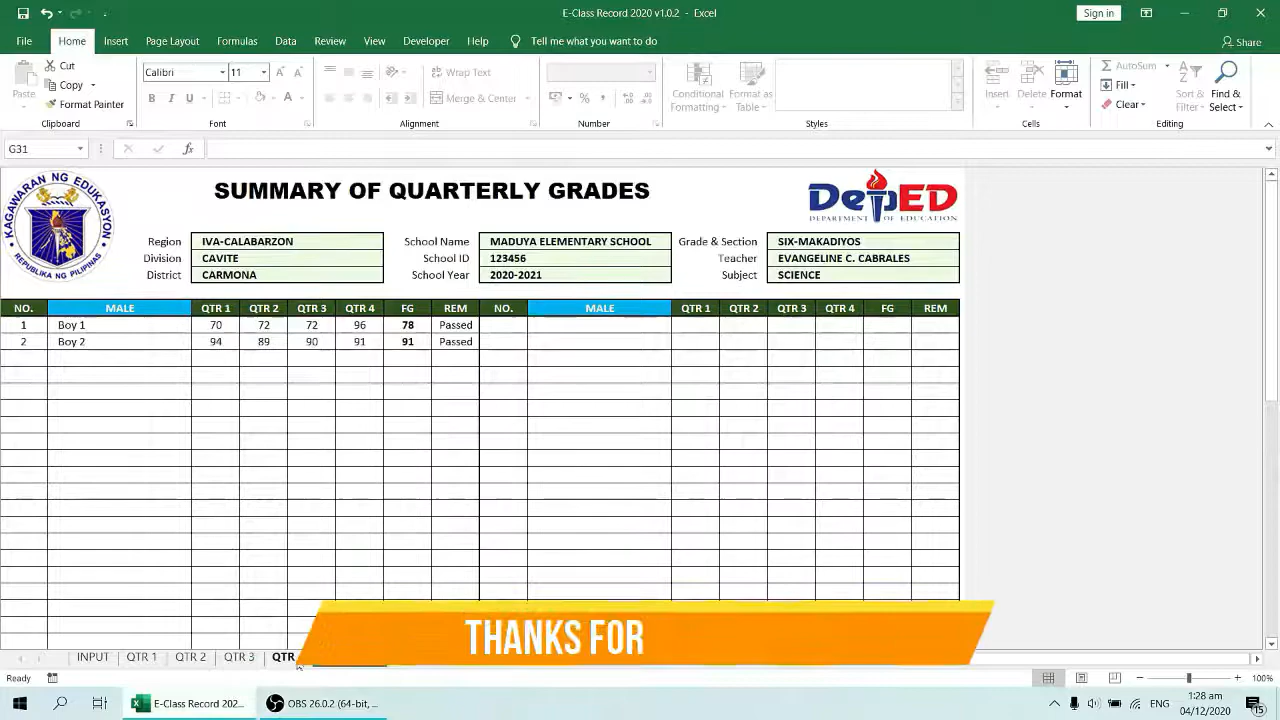 E-Class Record 2020 v1.0.2 - Excel
Sign in
File Home Insert Page Layout Formulas Data Review View Developer Help Tell me what you want to do Share
Paste Cut
Copy
Format Painter
Calibri 11
B I U A A A
Wrap Text
Merge & Center
%
Conditional Formatting
Format as Table
Insert Delete Format
AutoSum
Fill
Clear
Sort & Filter
Find & Select
Clipboard Font Alignment Number Styles Cells Editing
G31 fx
KAGAWARAN NG EDUKASYON
REPUBLIKA NG PILIPINAS
SUMMARY OF QUARTERLY GRADES
DepED
DEPARTMENT OF EDUCATION
Region IVA-CALABARZON School Name MADUYA ELEMENTARY SCHOOL Grade & Section SIX-MAKADIYOS
Division CAVITE School ID 123456 Teacher EVANGELINE C. CABRALES
District CARMONA School Year 2020-2021 Subject SCIENCE
NO. MALE QTR 1 QTR 2 QTR 3 QTR 4 FG REM NO. MALE QTR 1 QTR 2 QTR 3 QTR 4 FG REM
1 Boy 1 70 72 72 96 78 Passed
2 Boy 2 94 89 90 91 91 Passed
THANKS FOR
INPUT QTR 1 QTR 2 QTR 3 QTR
Ready 100%
E-Class Record 202... OBS 26.0.2 (64-bit, ... ENG 1:28 am
04/12/2020
15